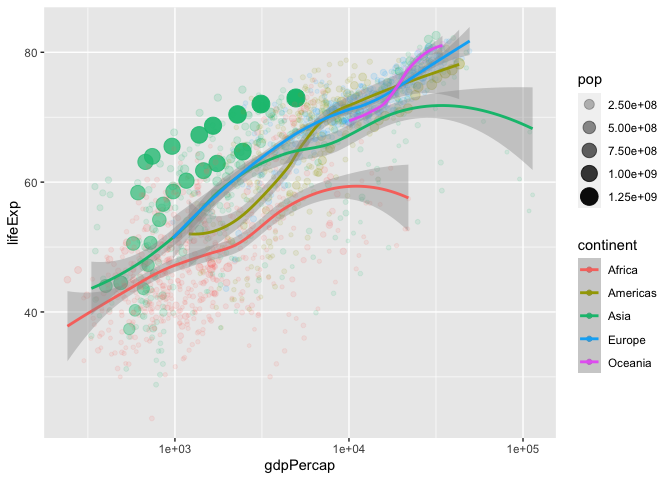 80
60
40
lifeExp
1e+03
1e+04
1e+05
gdpPercap
pop
2.50e+08
5.00e+08
7.50e+08
1.00e+09
1.25e+09
continent
Africa
Americas
Asia
Europe
Oceania